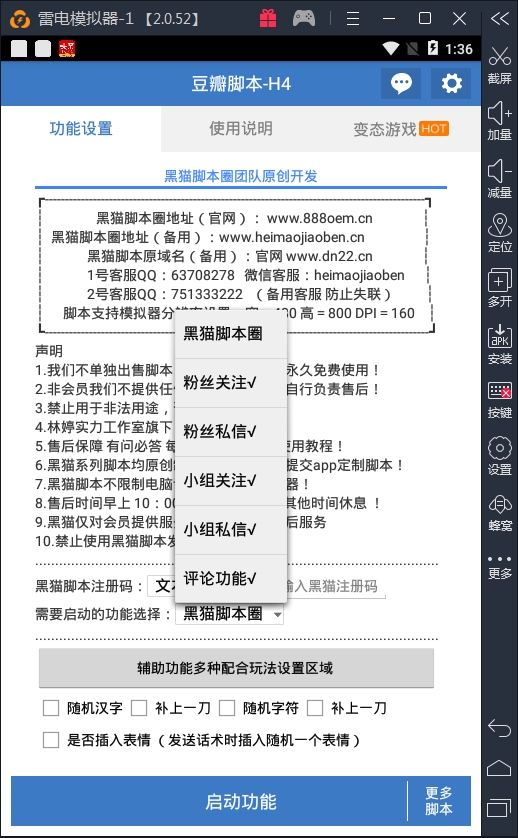 雷电模拟器-1 【2.0.52】
1:36
豆瓣脚本-H4
功能设置
使用说明
变态游戏 HOT
黑猫脚本圈团队原创开发
黑猫脚本圈地址（官网）：www.888oem.cn
黑猫脚本圈地址（备用）：www.heimaojiaoben.cn
黑猫脚本原域名（备用）：官网 www.dn22.cn
1号客服QQ：63708278 微信客服：heimaojiaoben
2号客服QQ：751333222 （备用客服 防止失联）
脚本支持模拟器分 高 = 800 DPI = 160
声明
1.我们不单独出售脚本 永久免费使用！
2.非会员我们不提供任 自行负责售后！
3.禁止用于非法用途，
4.林婷实力工作室旗下
5.售后保障 有问必答 使用教程！
6.黑猫系列脚本均原创 提交app定制脚本！
7.黑猫脚本不限制电脑 器！
8.售后时间早上 10：0 其他时间休息 ！
9.黑猫仅对会员提供服 后服务
10.禁止使用黑猫脚本
黑猫脚本圈
粉丝关注√
粉丝私信√
小组关注√
小组私信√
评论功能√
黑猫脚本注册码： 文 输入黑猫注册码
需要启动的功能选择： 黑猫脚本圈
辅助功能多种配合玩法设置区域
随机汉字 补上一刀 随机字符 补上一刀
是否插入表情（发送话术时插入随机一个表情）
启动功能
更多
脚本
截屏
加量
减量
定位
多开
APK
安装
按键
设置
蜂窝
更多